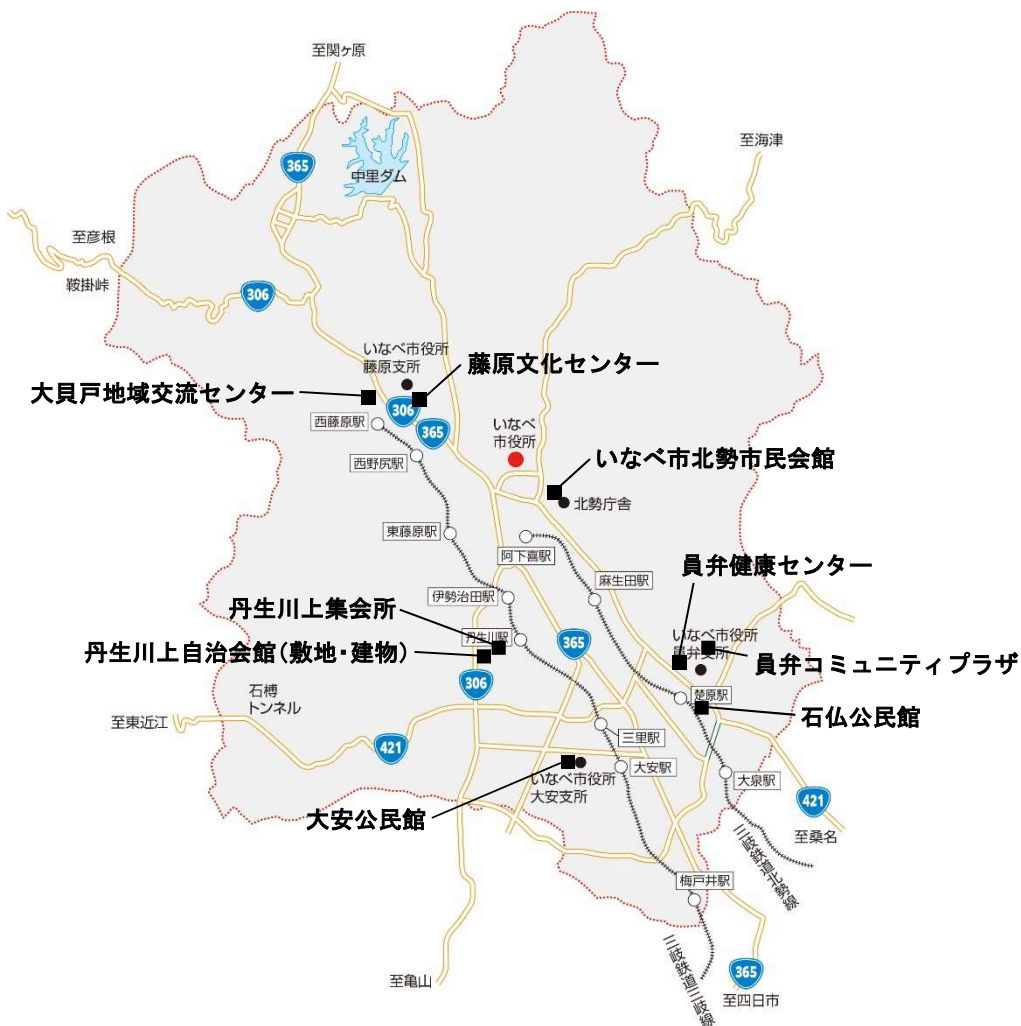 至関ヶ原
至海津
365
中里ダム
至彦根
鞍掛峠
306
いなべ市役所
藤原支所
藤原文化センター
大貝戸地域交流センター
306
西藤原駅
365
いなべ
市役所
西野尻駅
いなべ市北勢市民会館
北勢庁舎
東藤原駅
阿下喜駅
員弁健康センター
麻生田駅
伊勢治田駅
丹生川上集会所
丹生川駅
いなべ市役所
員弁支所
365
丹生川上自治会館(敷地・建物)
員弁コミュニティプラザ
306
石榑
トンネル
楚原駅
石仏公民館
至東近江
421
三里駅
大安駅
大泉駅
いなべ市役所
大安支所
421
大安公民館
至桑名
三岐鉄道北勢線
梅戸井駅
三岐鉄道三岐線
365
至亀山
至四日市